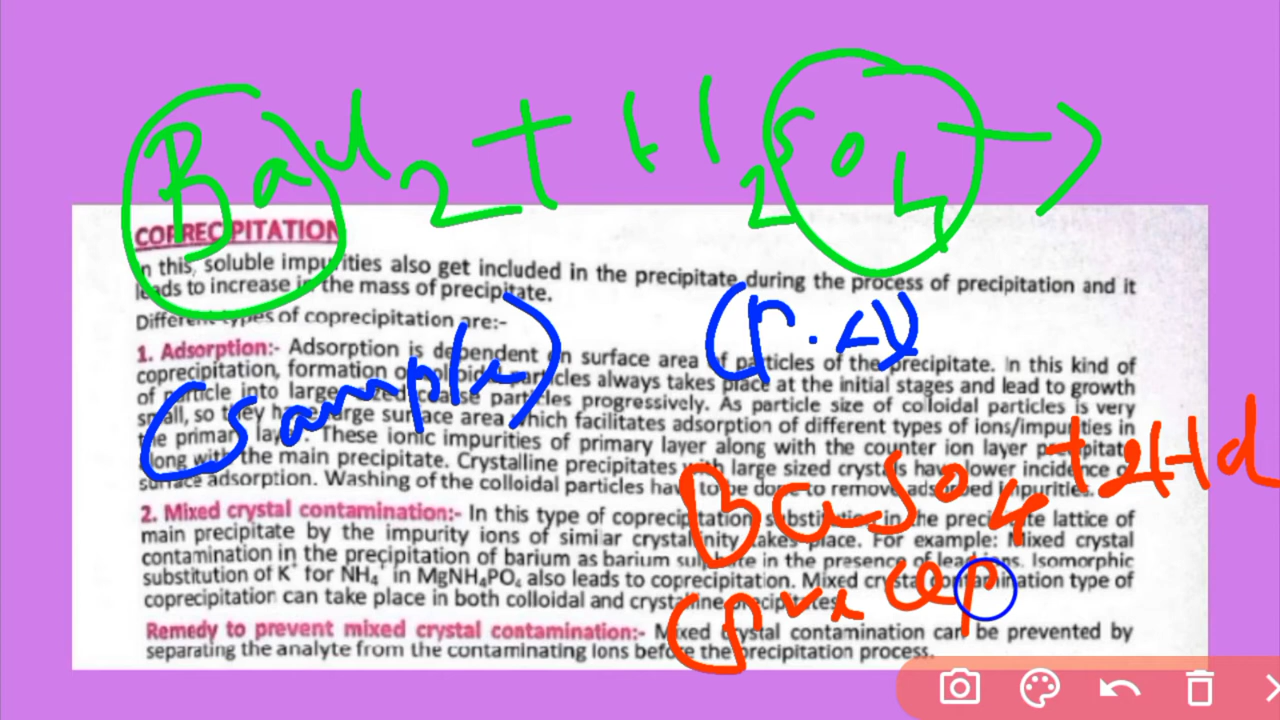 BaCl2 + H2SO4 →
COPRECIPITATION
In this, soluble impurities also get included in the precipitate during the process of precipitation and it
leads to increase in the mass of precipitate.
Different types of coprecipitation are:-
(Sample)
1. Adsorption:- Adsorption is dependent on surface area of particles of the precipitate. In this kind of
coprecipitation, formation of colloidal particles always takes place at the initial stages and lead to growth
of particle into large sized coarse particles progressively. As particle size of colloidal particles is very
small, so they have large surface area which facilitates adsorption of different types of ions/impurities in
the primary layer. These ionic impurities of primary layer along with the counter ion layer precipitate
along with the main precipitate. Crystalline precipitates with large sized crystals have lower incidence of
surface adsorption. Washing of the colloidal particles have to be done to remove adsorbed impurities.
BaSO4 + 2HCl
2. Mixed crystal contamination:- In this type of coprecipitation, substitution in the precipitate lattice of
main precipitate by the impurity ions of similar crystallinity takes place. For example: Mixed crystal
contamination in the precipitation of barium as barium sulphate in the presence of lead ions. Isomorphic
substitution of K+ for NH4+ in MgNH4PO4 also leads to coprecipitation. Mixed crystal contamination type of
coprecipitation can take place in both colloidal and crystalline precipitates.
Remedy to prevent mixed crystal contamination:- Mixed crystal contamination can be prevented by
separating the analyte from the contaminating ions before the precipitation process.